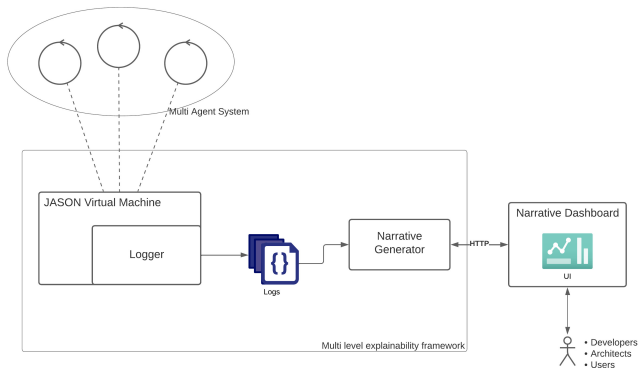 Multi Agent System
JASON Virtual Machine
Logger
{}
Logs
Narrative
Generator
HTTP
Narrative Dashboard
UI
Multi level explainability framework
• Developers
• Architects
• Users